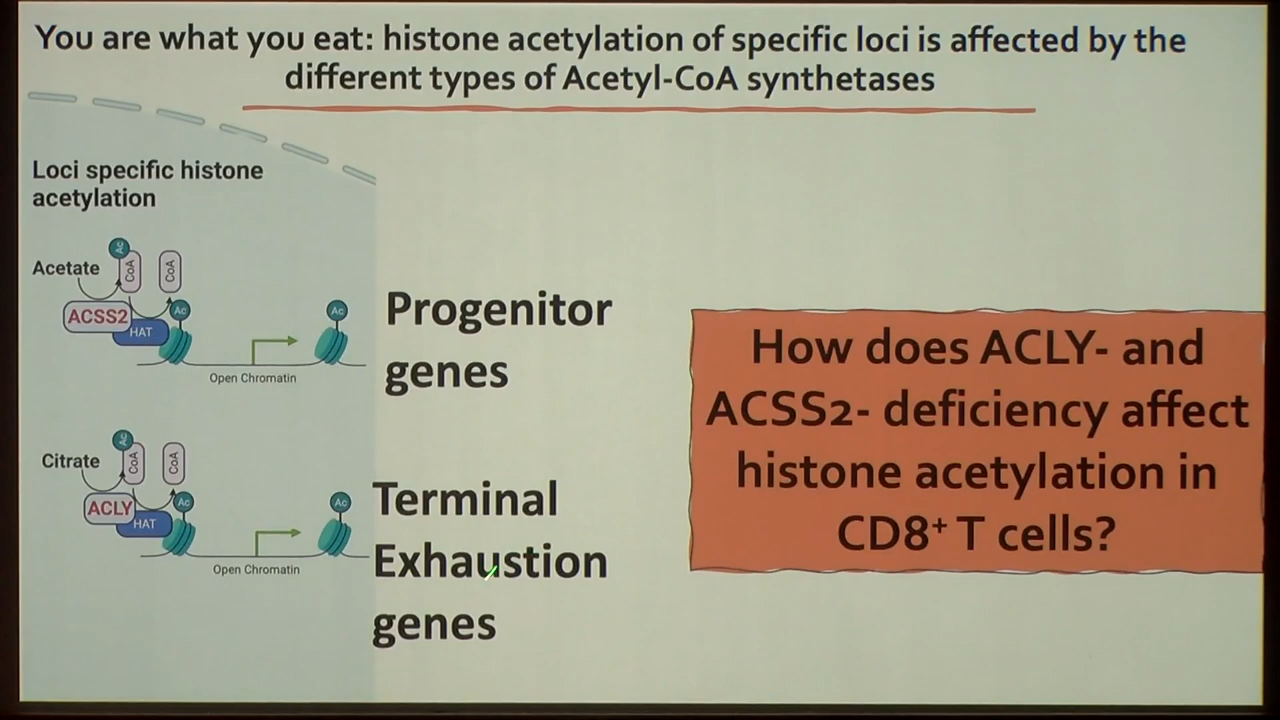 You are what you eat: histone acetylation of specific loci is affected by the
different types of Acetyl-CoA synthetases
Loci specific histone
acetylation
Ac
Acetate
CoA
CoA
ACSS2
HAT
Ac
Ac
Open Chromatin
Progenitor
genes
Ac
Citrate
CoA
CoA
ACLY
HAT
Ac
Ac
Open Chromatin
Terminal
Exhaustion
genes
How does ACLY- and
ACSS2- deficiency affect
histone acetylation in
CD8⁺ T cells?